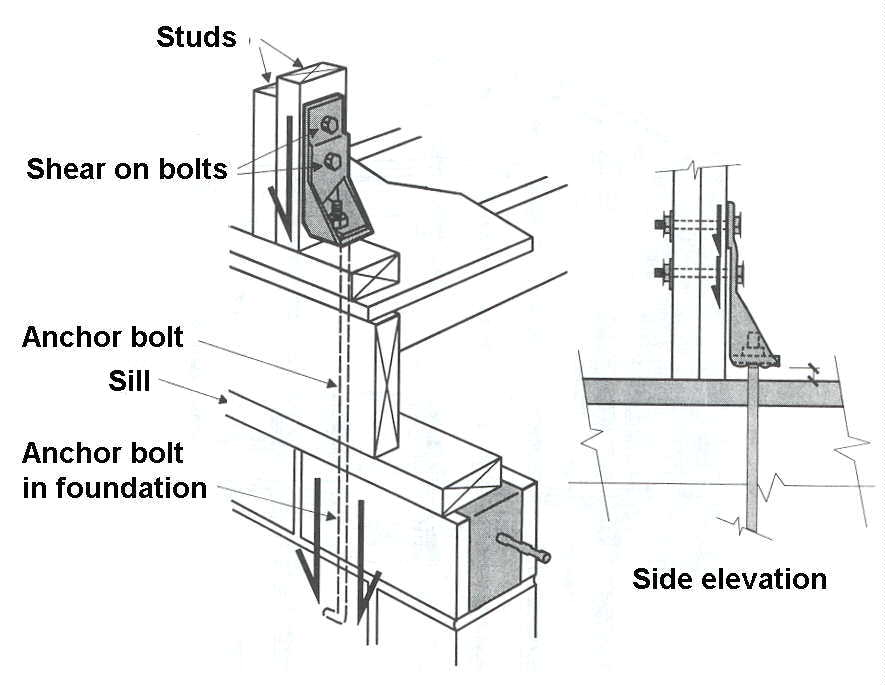 Studs
Shear on bolts
Anchor bolt
Sill
Anchor bolt
in foundation
Side elevation